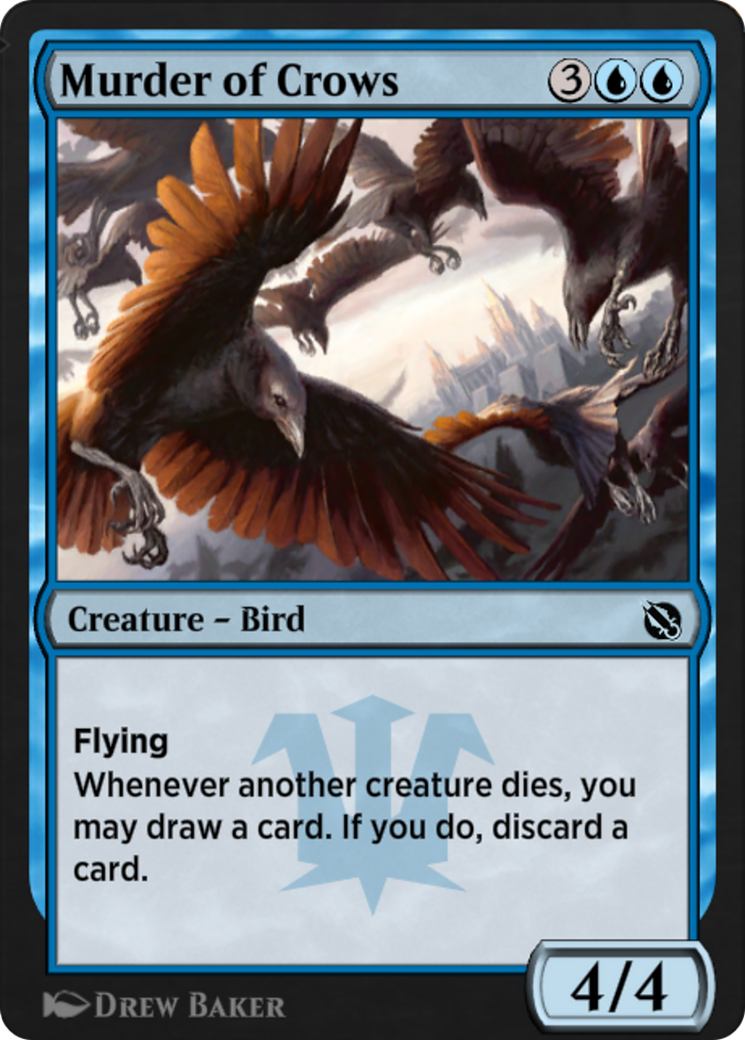 Murder of Crows 3
Creature – Bird
Flying
Whenever another creature dies, you
may draw a card. If you do, discard a
card.
4/4
DREW BAKER